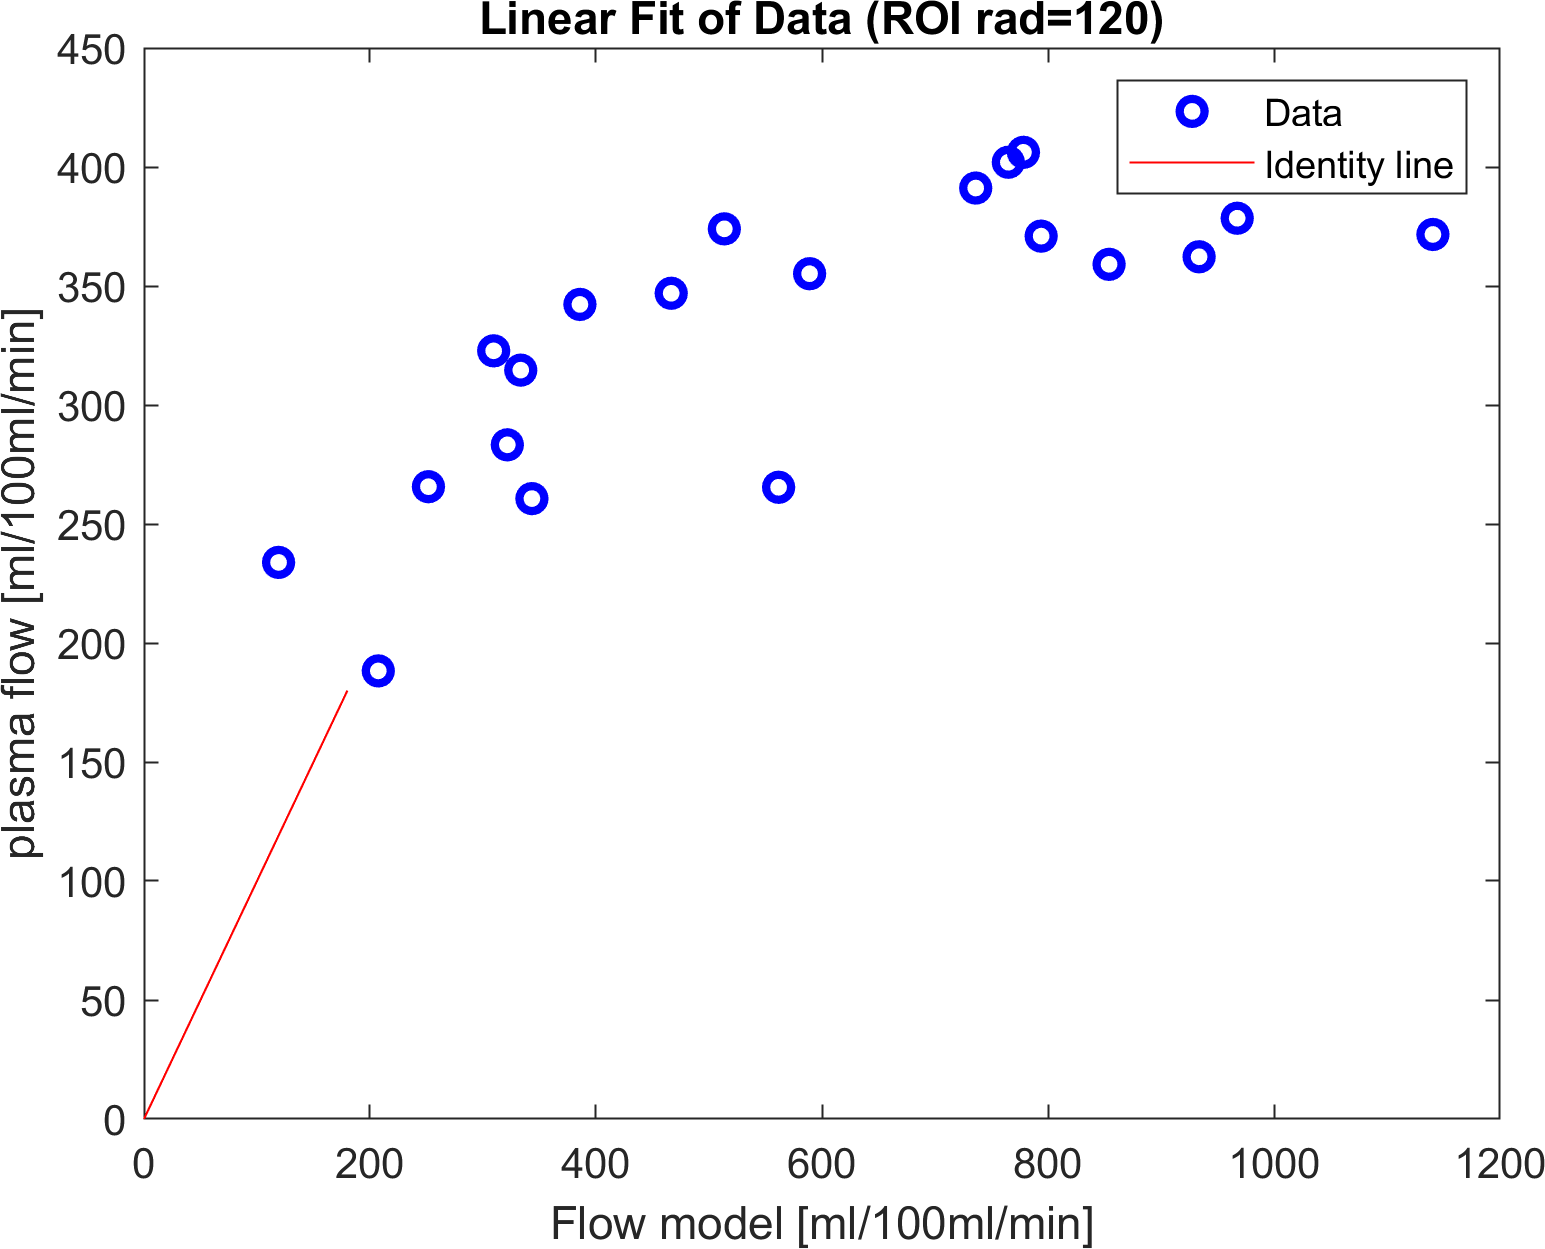 Linear Fit of Data (ROI rad=120)
450
400
350
300
250
200
150
100
50
0
plasma flow [ml/100ml/min]
Data
Identity line
0 200 400 600 800 1000 1200
Flow model [ml/100ml/min]